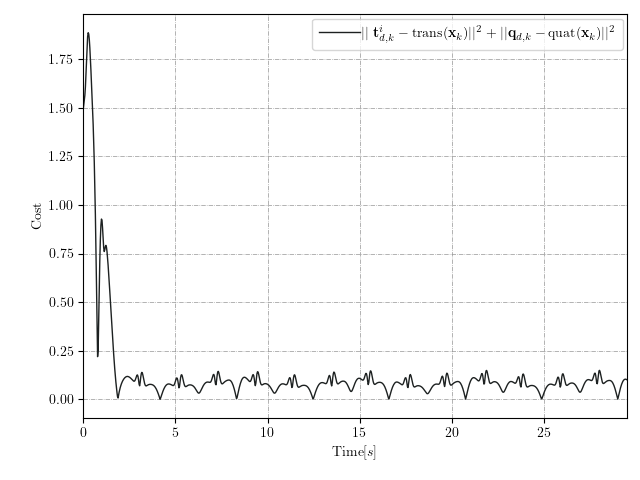 || t^i_{d,k} − trans(x_k)||^2 + ||q_{d,k} − quat(x_k)||^2
1.75
1.50
1.25
1.00
0.75
0.50
0.25
0.00
Cost
0 5 10 15 20 25
Time[s]